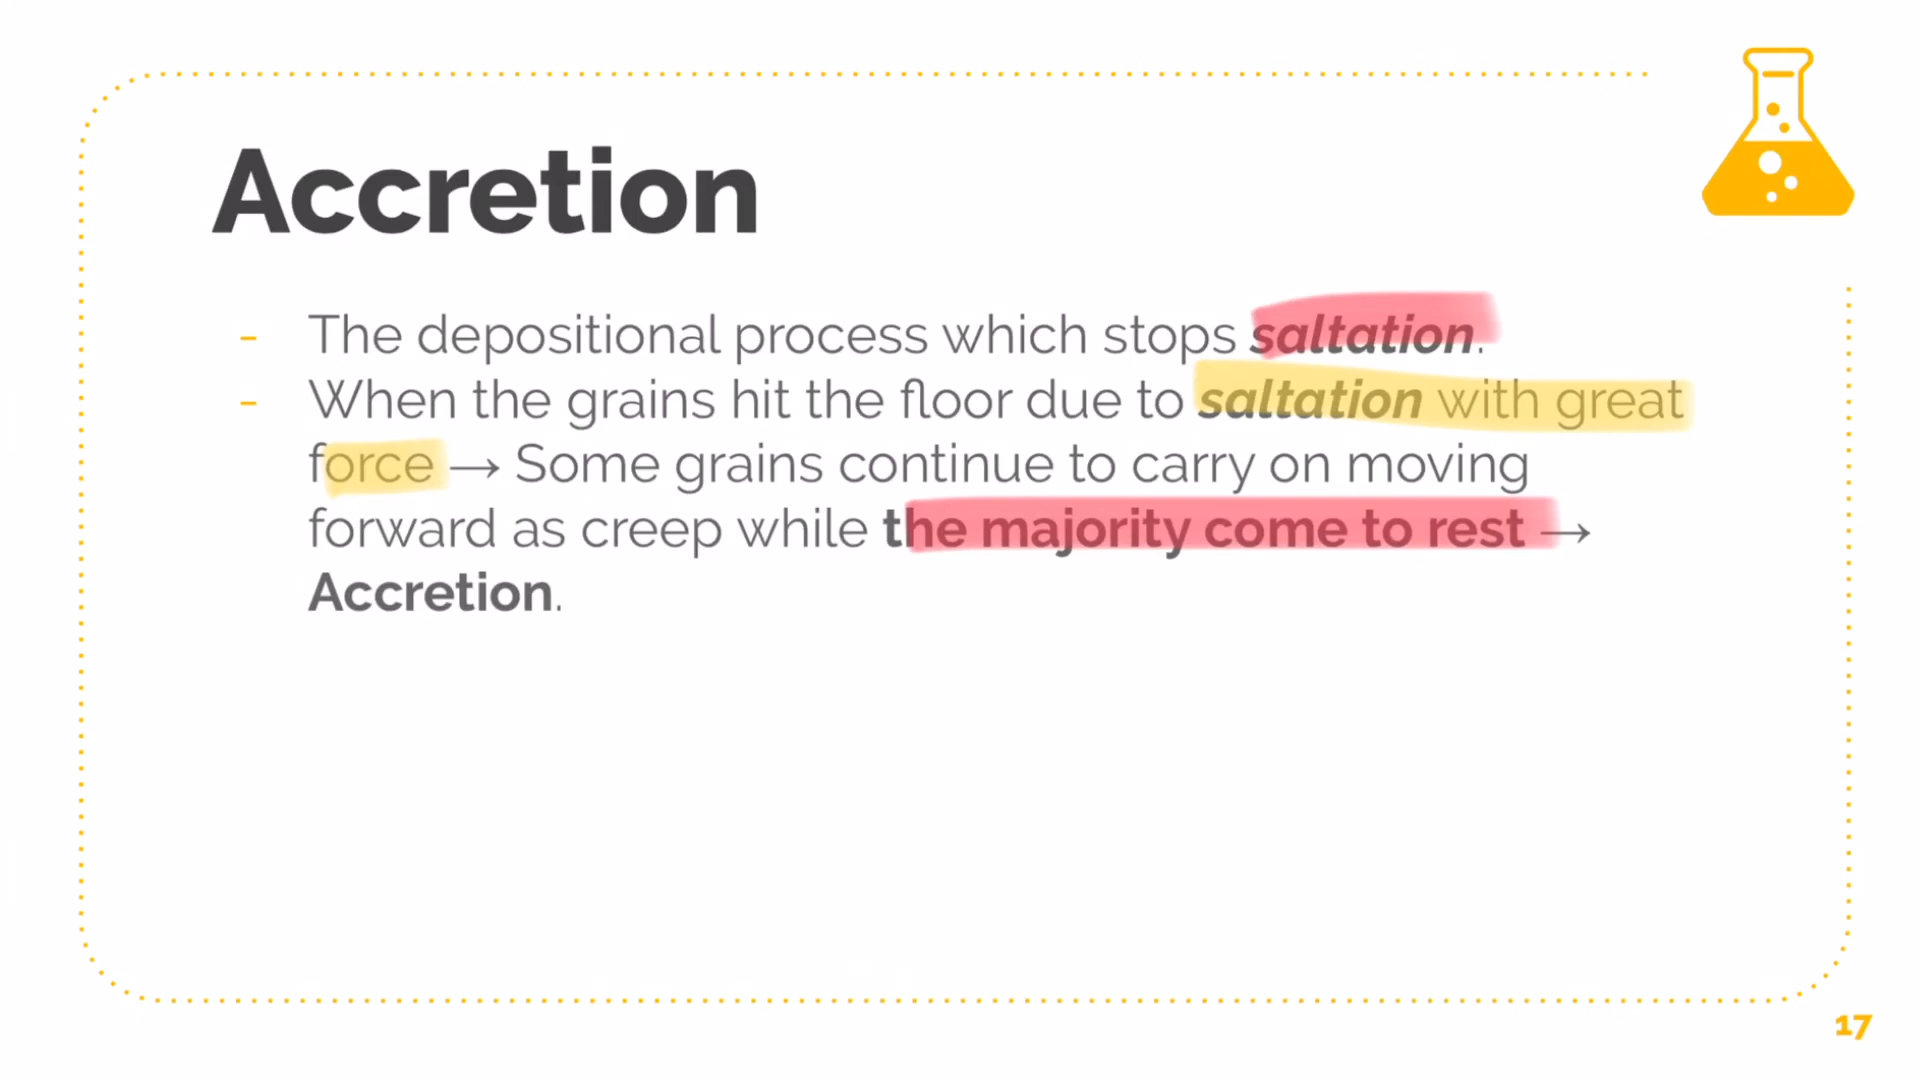 Accretion
- The depositional process which stops saltation.
- When the grains hit the floor due to saltation with great
force → Some grains continue to carry on moving
forward as creep while the majority come to rest →
Accretion.
17